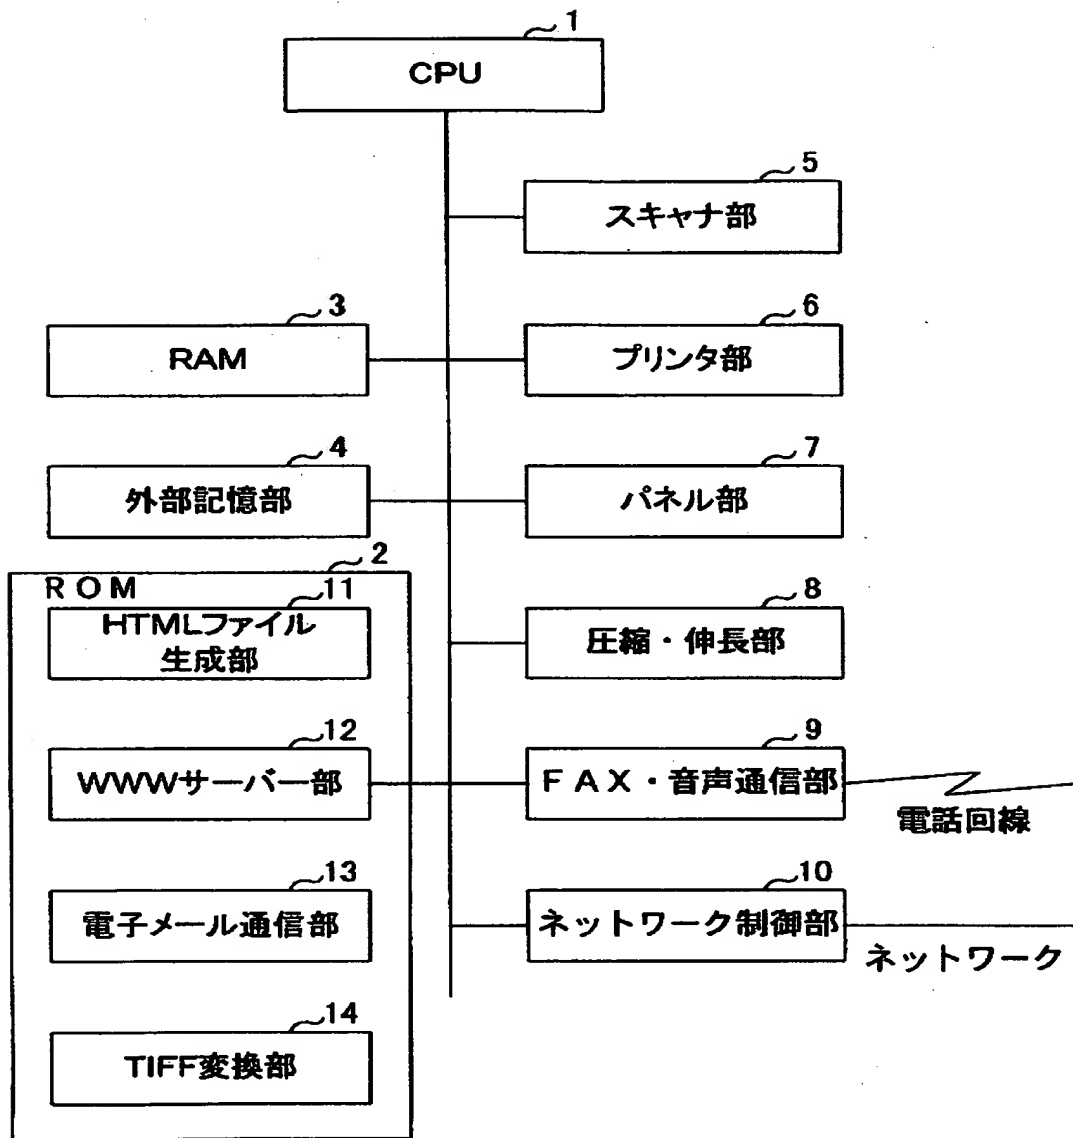 1
CPU
5
スキャナ部
3
RAM
6
プリンタ部
4
外部記憶部
7
パネル部
2
ROM
11
HTMLファイル
生成部
8
圧縮・伸長部
12
WWWサーバー部
9
FAX・音声通信部
電話回線
13
電子メール通信部
10
ネットワーク制御部
ネットワーク
14
TIFF変換部